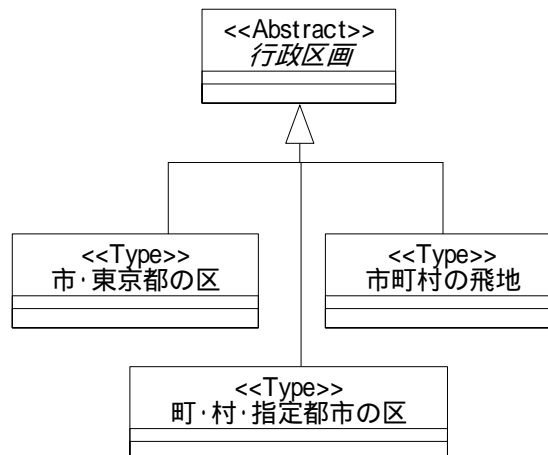 <<Abstract>>
行政区画
<<Type>>
市・東京都の区
<<Type>>
市町村の飛地
<<Type>>
町・村・指定都市の区